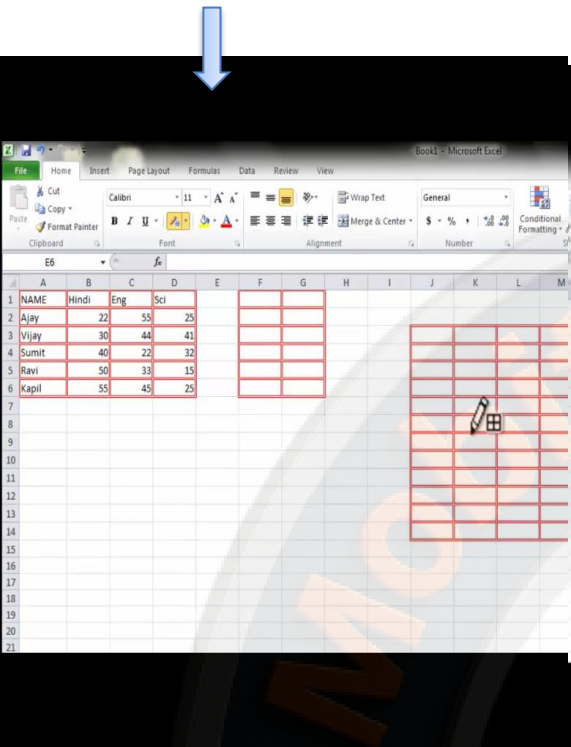 Book1 - Microsoft Excel
File Home Insert Page Layout Formulas Data Review View
Cut Calibri 11 A A Wrap Text General
Copy
Paste Format Painter B I U A Merge & Center $ % , Conditional
Formatting
Clipboard Font Alignment Number
E6 fx
A B C D E F G H I J K L M
1 NAME Hindi Eng Sci
2 Ajay 22 55 25
3 Vijay 30 44 41
4 Sumit 40 22 32
5 Ravi 50 33 15
6 Kapil 55 45 25
7
8
9
10
11
12
13
14
15
16
17
18
19
20
21